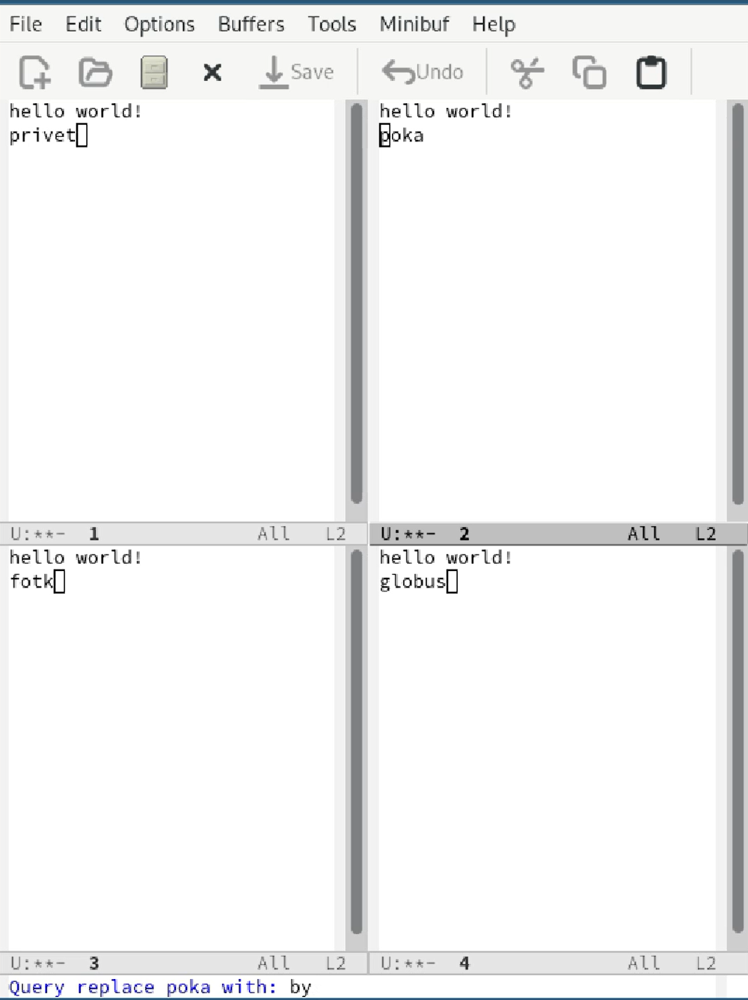 File Edit Options Buffers Tools Minibuf Help
Save Undo
hello world!
privet
hello world!
poka
U:**- 1 All L2
U:**- 2 All L2
hello world!
fotk
hello world!
globus
U:**- 3 All L2
U:**- 4 All L2
Query replace poka with: by